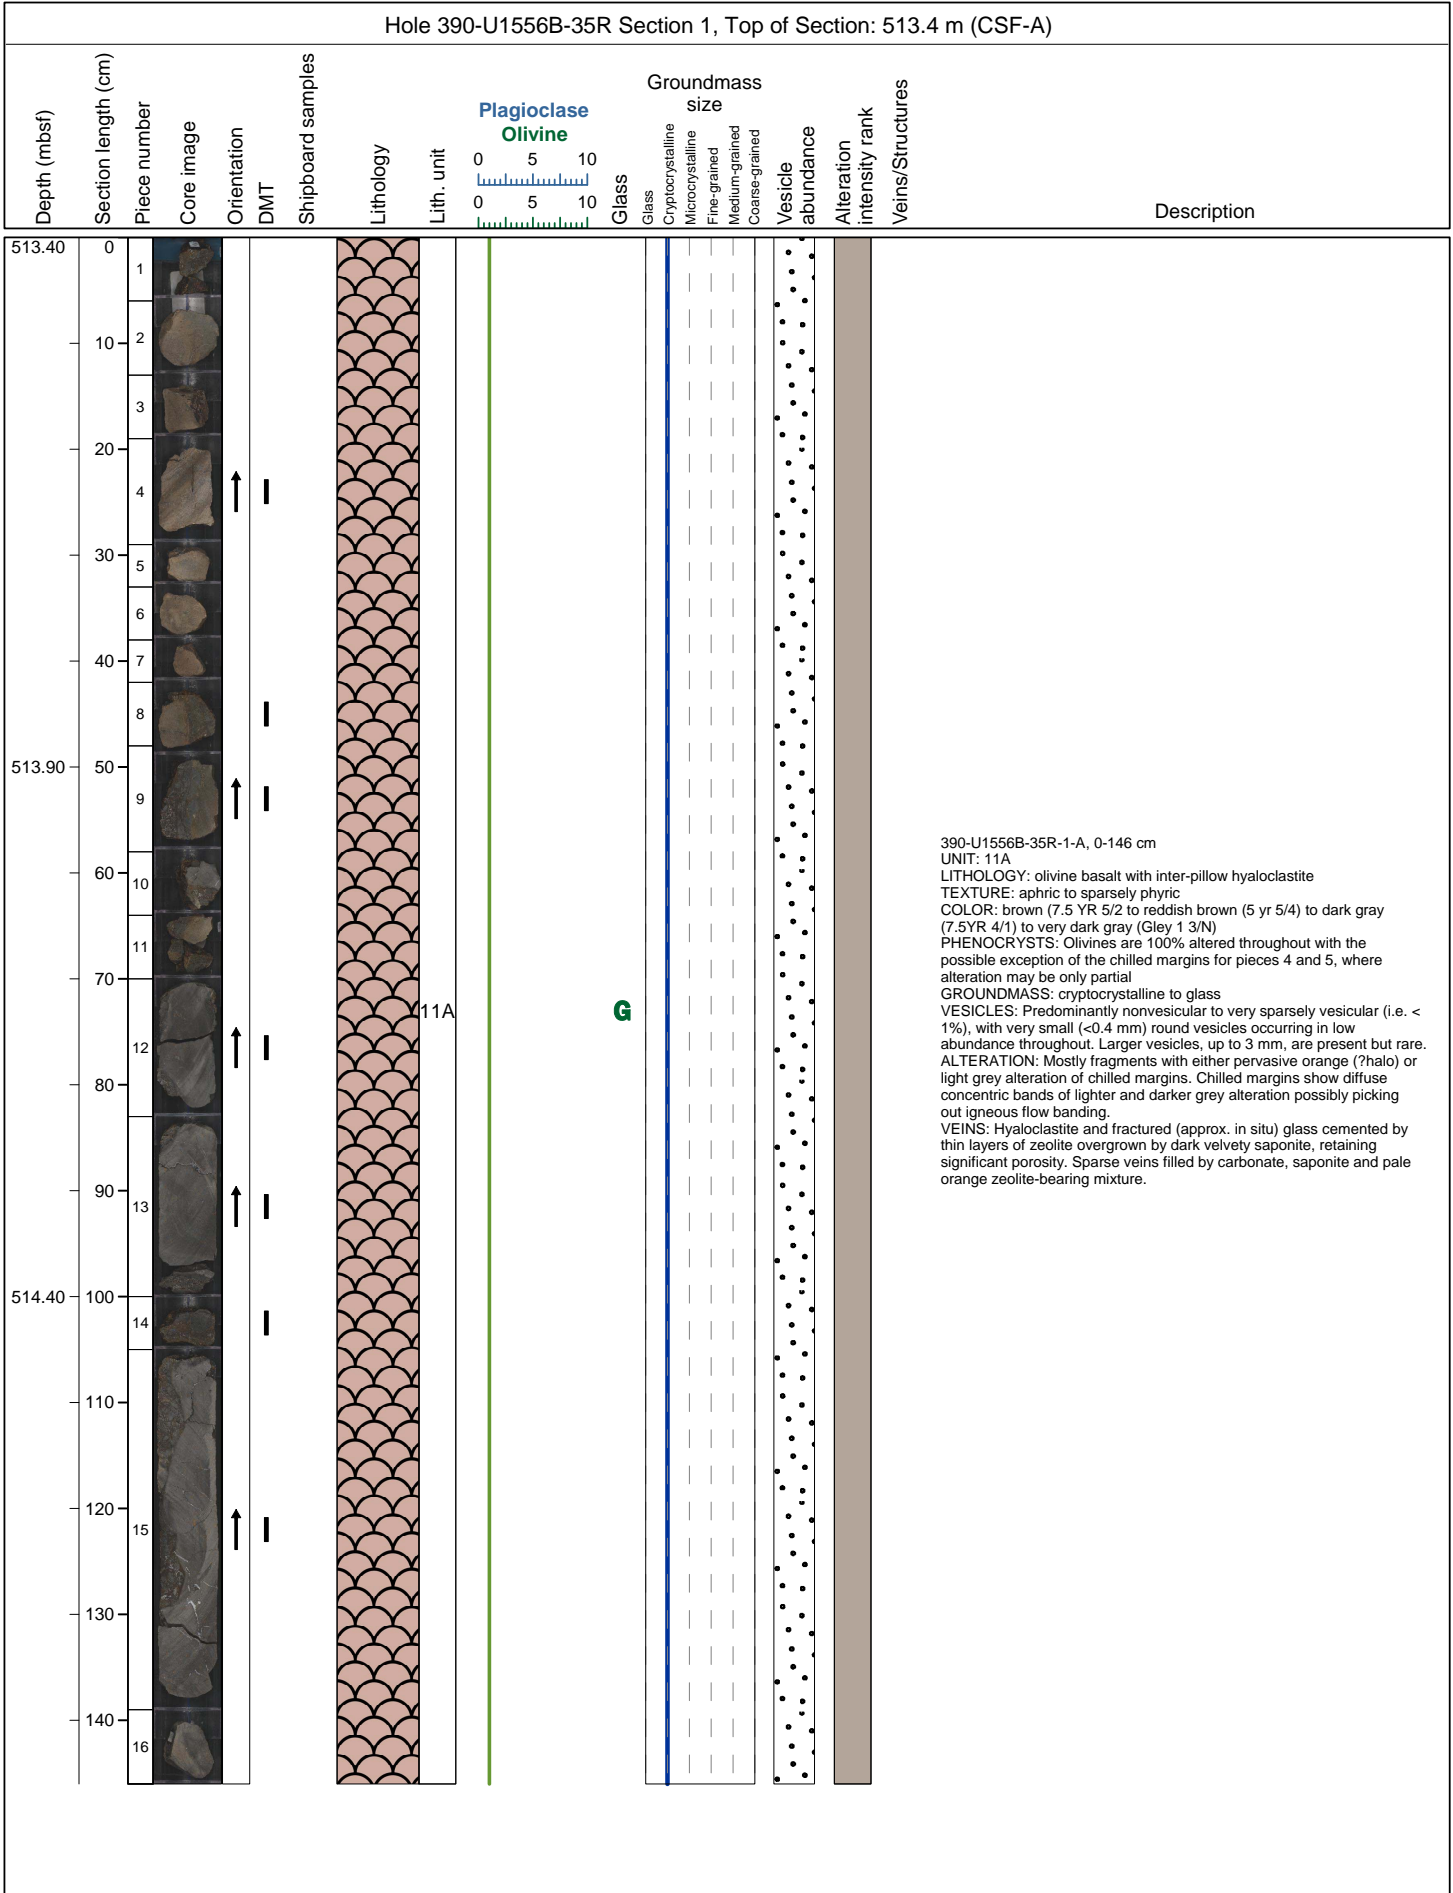 Hole 390-U1556B-35R Section 1, Top of Section: 513.4 m (CSF-A)
Depth (mbsf)
Section length (cm)
Piece number
Core image
Orientation
DMT
Shipboard samples
Lithology
Lith. unit
Plagioclase
Olivine
0 5 10
0 5 10
Glass
Groundmass
size
Glass
Cryptocrystalline
Microcrystalline
Fine-grained
Medium-grained
Coarse-grained
Vesicle
abundance
Alteration
intensity rank
Veins/Structures
Description
513.40 0
1
2
10
3
20
4
30
5
6
40
7
8
513.90 50
9
60
10
11
70
11A
G
12
80
13
90
514.40 100
14
110
120
15
130
140
16
390-U1556B-35R-1-A, 0-146 cm
UNIT: 11A
LITHOLOGY: olivine basalt with inter-pillow hyaloclastite
TEXTURE: aphric to sparsely phyric
COLOR: brown (7.5 YR 5/2 to reddish brown (5 yr 5/4) to dark gray
(7.5YR 4/1) to very dark gray (Gley 1 3/N)
PHENOCRYSTS: Olivines are 100% altered throughout with the
possible exception of the chilled margins for pieces 4 and 5, where
alteration may be only partial
GROUNDMASS: cryptocrystalline to glass
VESICLES: Predominantly nonvesicular to very sparsely vesicular (i.e. <
1%), with very small (<0.4 mm) round vesicles occurring in low
abundance throughout. Larger vesicles, up to 3 mm, are present but rare.
ALTERATION: Mostly fragments with either pervasive orange (?halo) or
light grey alteration of chilled margins. Chilled margins show diffuse
concentric bands of lighter and darker grey alteration possibly picking
out igneous flow banding.
VEINS: Hyaloclastite and fractured (approx. in situ) glass cemented by
thin layers of zeolite overgrown by dark velvety saponite, retaining
significant porosity. Sparse veins filled by carbonate, saponite and pale
orange zeolite-bearing mixture.